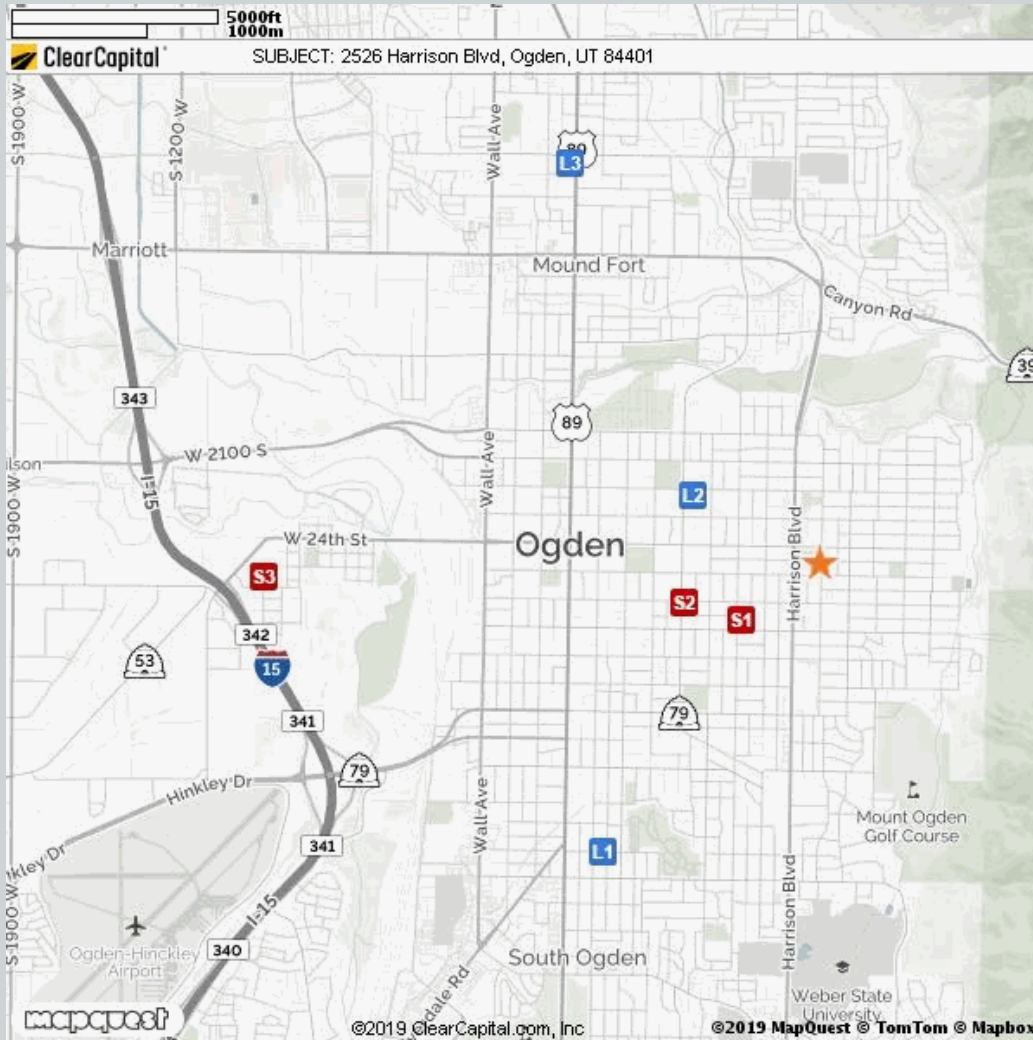 5000ft
1000m
ClearCapital
SUBJECT: 2526 Harrison Blvd, Ogden, UT 84401
S-1900-W
S-1200-W
Wall-Ave
L3
Marriott
Mound Fort
Canyon-Rd
39
343
89
W-2100 S
Wall-Ave
L2
I-15
S-1900-W
W-24th-St
Ogden
Harrison Blvd
S3
S2
S1
342
53
15
341
79
79
Hinkley-Dr
Wall-Ave
Mount Ogden
Golf Course
341
L1
Harrison-Blvd
S-1900-W
I-15
340
Ogden-Hinckley
Airport
South Ogden
Weber State
University
mapquest
©2019 ClearCapital.com, Inc
©2019 MapQuest © TomTom © Mapbox